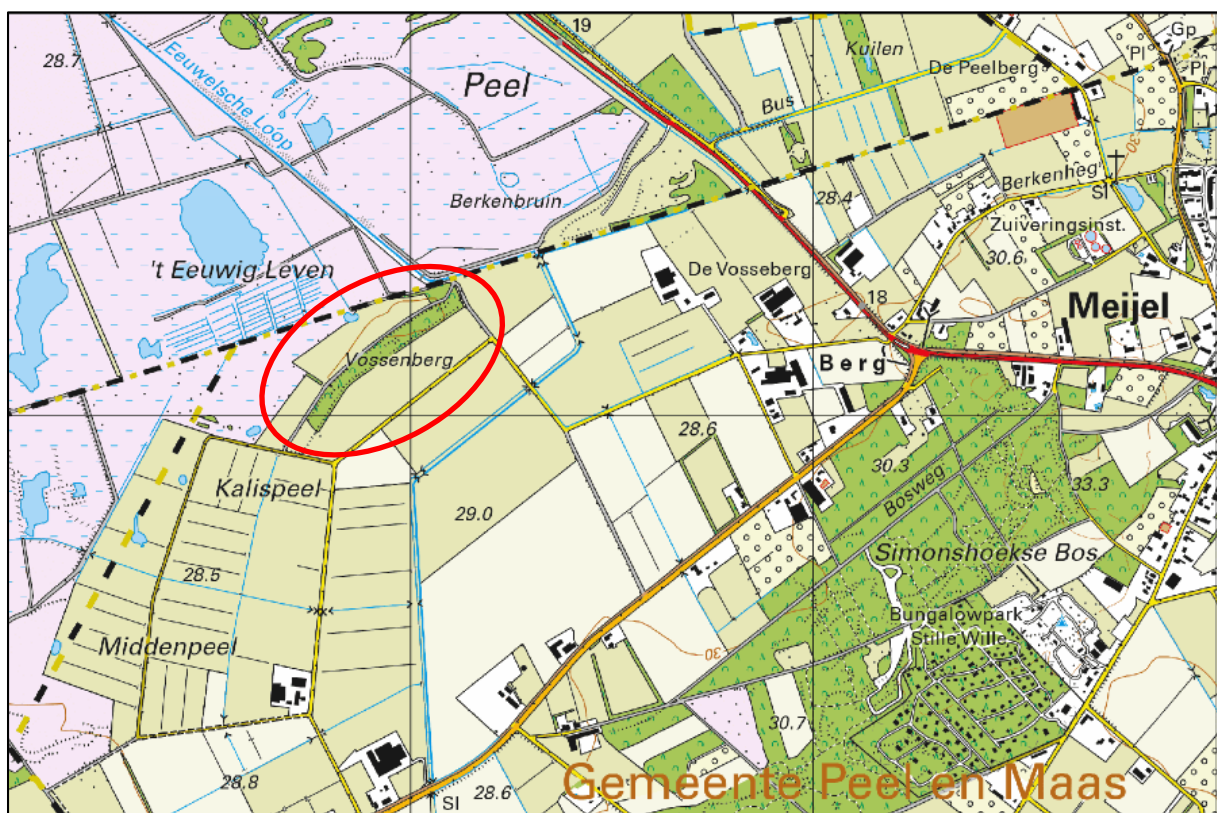 19
Gp
Kuilen
'Pl'
28.7
Eeuwelsche Loop
Peel
De Peelberg
Pl
Bus
30
Berkenheg
Sl
Berkenbruin
28.4
Zuiveringsinst.
30.6
't Eeuwig Leven
De Vosseberg
18
Meijel
Vossenberg
Berg
28.6
30.3
Bosweg
33.3
Kalispeel
29.0
Simonshoekse Bos
28.5
Bungalowpark
Stille Wille
Middenpeel
30
30.7
28.8
Sl
28.6
Gemeente Peel en Maas